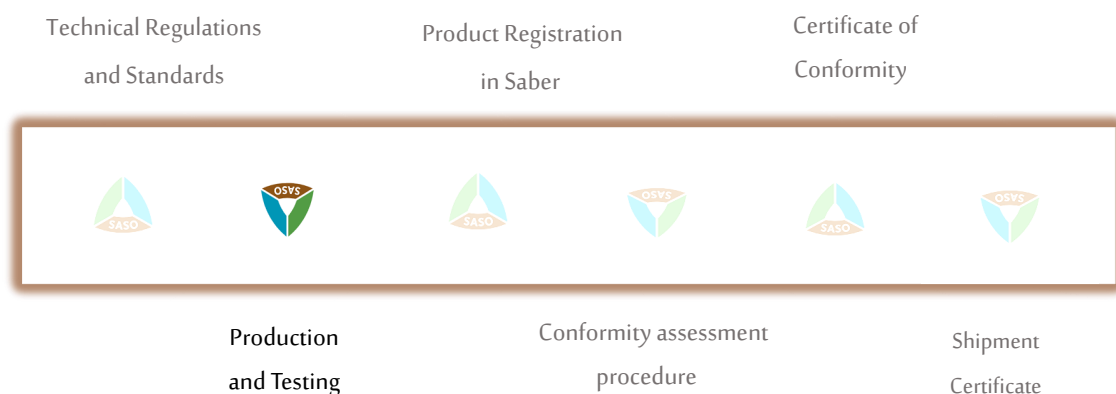 Technical Regulations
and Standards
Product Registration
in Saber
Certificate of
Conformity
SASO
SASO
SASO
SASO
SASO
SASO
Production
and Testing
Conformity assessment
procedure
Shipment
Certificate